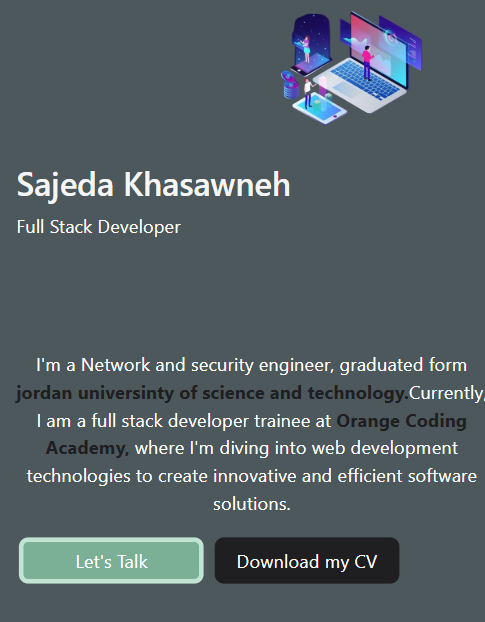 Sajeda Khasawneh
Full Stack Developer
I'm a Network and security engineer, graduated form
jordan universinty of science and technology.Currently,
I am a full stack developer trainee at Orange Coding
Academy, where I'm diving into web development
technologies to create innovative and efficient software
solutions.
Let's Talk
Download my CV